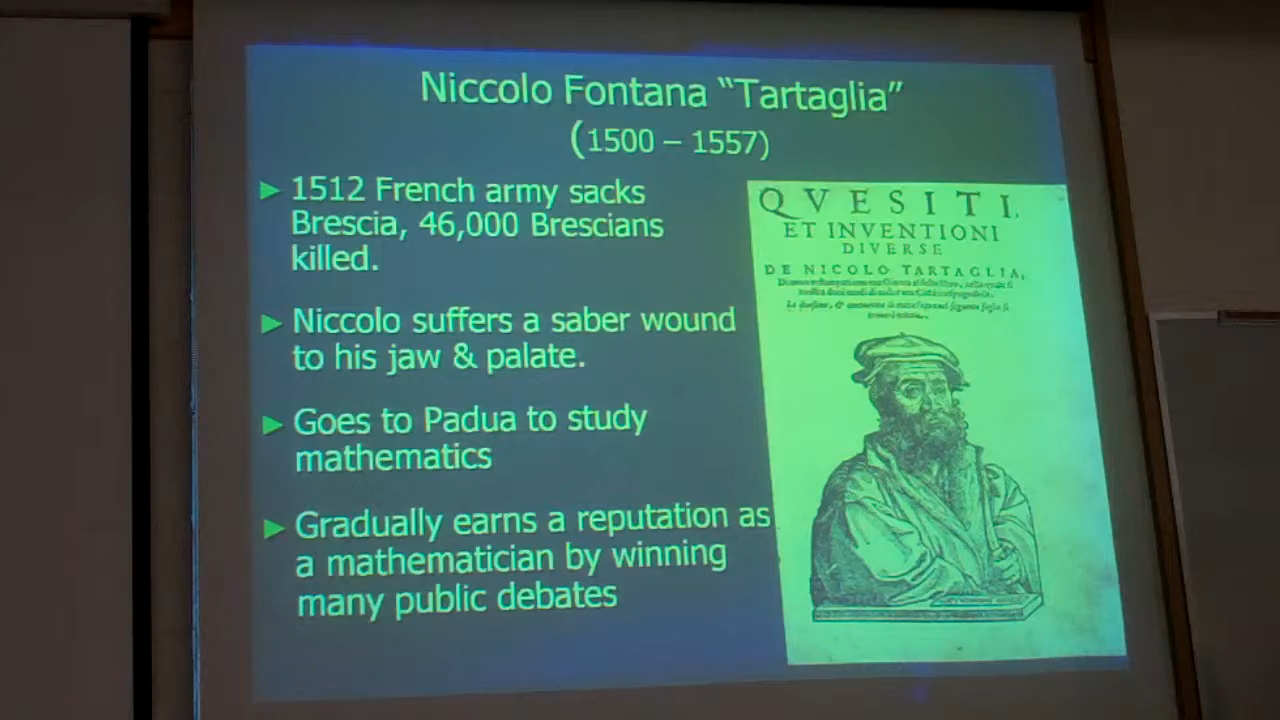 Niccolo Fontana “Tartaglia”
(1500 – 1557)
► 1512 French army sacks
Brescia, 46,000 Brescians
killed.
► Niccolo suffers a saber wound
to his jaw & palate.
► Goes to Padua to study
mathematics
► Gradually earns a reputation as
a mathematician by winning
many public debates
QVESITI,
ET INVENTIONI
DIVERSE
DE NICOLO TARTAGLIA,